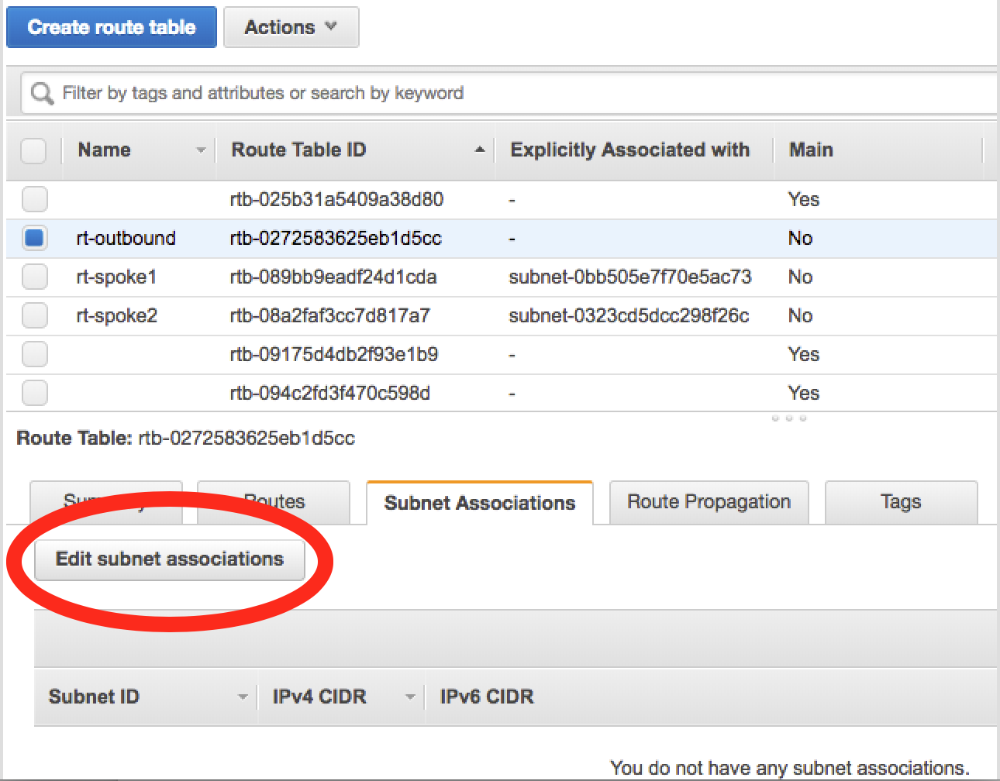 Create route table Actions
Filter by tags and attributes or search by keyword
Name Route Table ID Explicitly Associated with Main
rtb-025b31a5409a38d80 - Yes
rt-outbound rtb-0272583625eb1d5cc - No
rt-spoke1 rtb-089bb9eadf24d1cda subnet-0bb505e7f70e5ac73 No
rt-spoke2 rtb-08a2faf3cc7d817a7 subnet-0323cd5dcc298f26c No
rtb-09175d4db2f93e1b9 - Yes
rtb-094c2fd3f470c598d - Yes
Route Table: rtb-0272583625eb1d5cc
Summary Routes Subnet Associations Route Propagation Tags
Edit subnet associations
Subnet ID IPv4 CIDR IPv6 CIDR
You do not have any subnet associations.